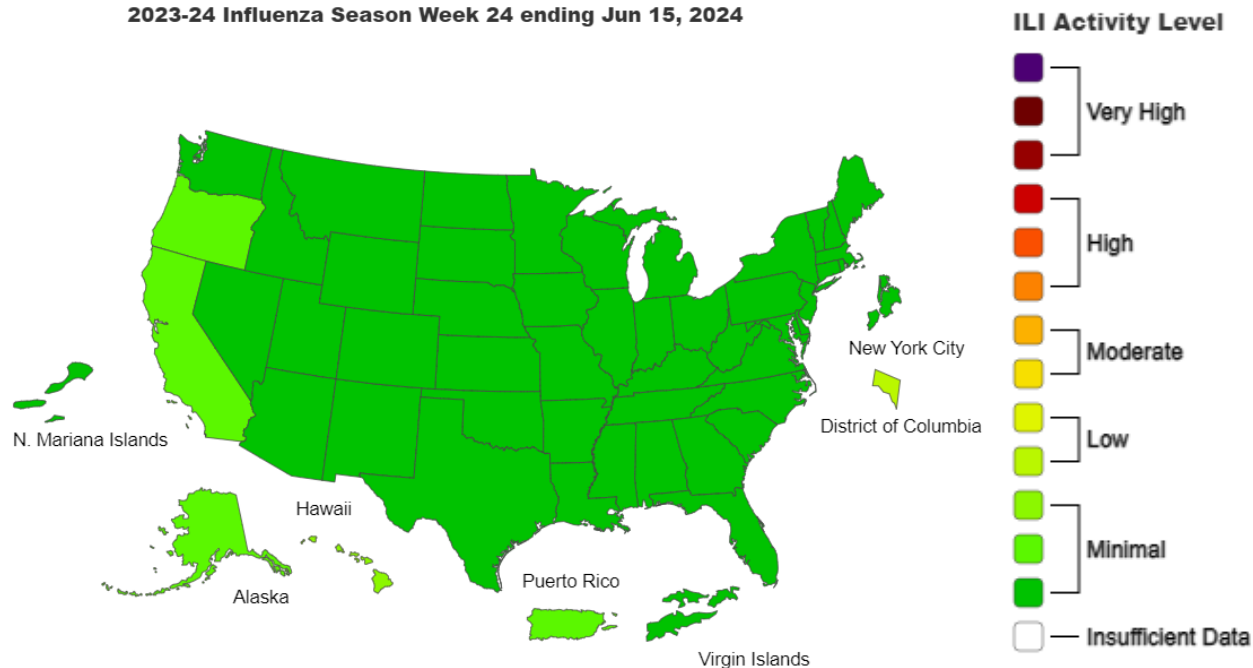 2023-24 Influenza Season Week 24 ending Jun 15, 2024
ILI Activity Level
Very High
High
Moderate
Low
Minimal
Insufficient Data
New York City
District of Columbia
N. Mariana Islands
Hawaii
Alaska
Puerto Rico
Virgin Islands